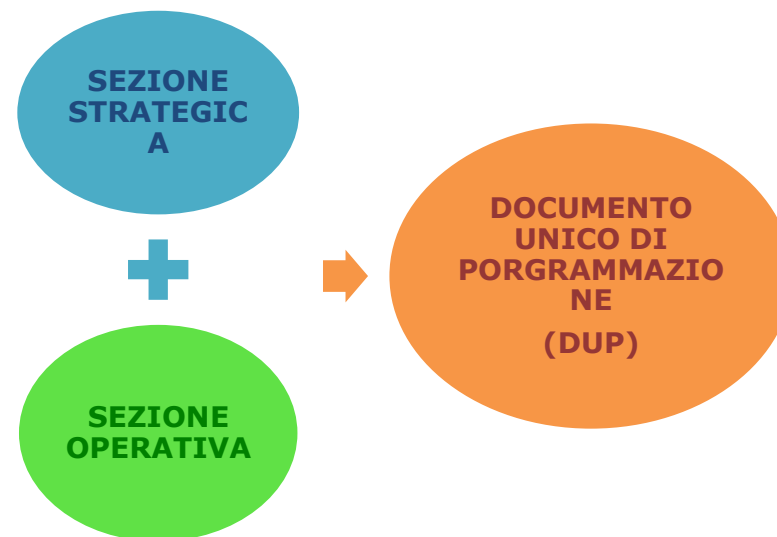 SEZIONE
STRATEGIC
A
SEZIONE
OPERATIVA
DOCUMENTO
UNICO DI
PORGRAMMAZIO
NE
(DUP)